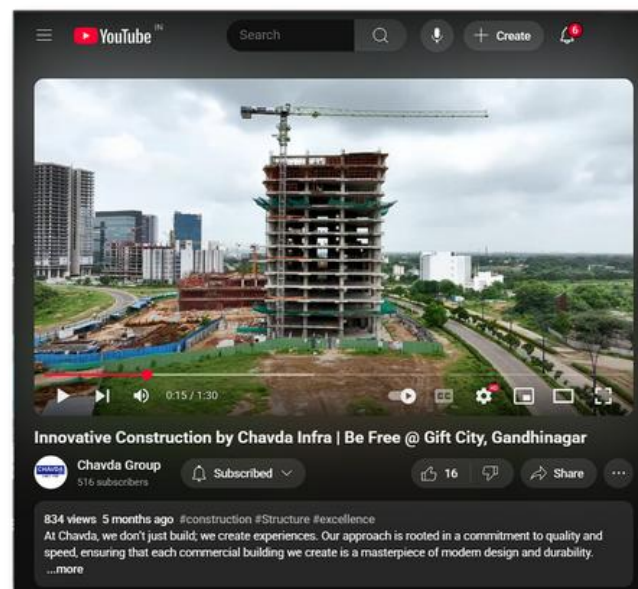 YouTube IN
Search
Create
6
0:15 / 1:30
CC
HD
Innovative Construction by Chavda Infra | Be Free @ Gift City, Gandhinagar
CHAVDA
Chavda Group
516 subscribers
Subscribed
16
Share
834 views 5 months ago #construction #Structure #excellence
At Chavda, we don't just build; we create experiences. Our approach is rooted in a commitment to quality and
speed, ensuring that each commercial building we create is a masterpiece of modern design and durability.
...more